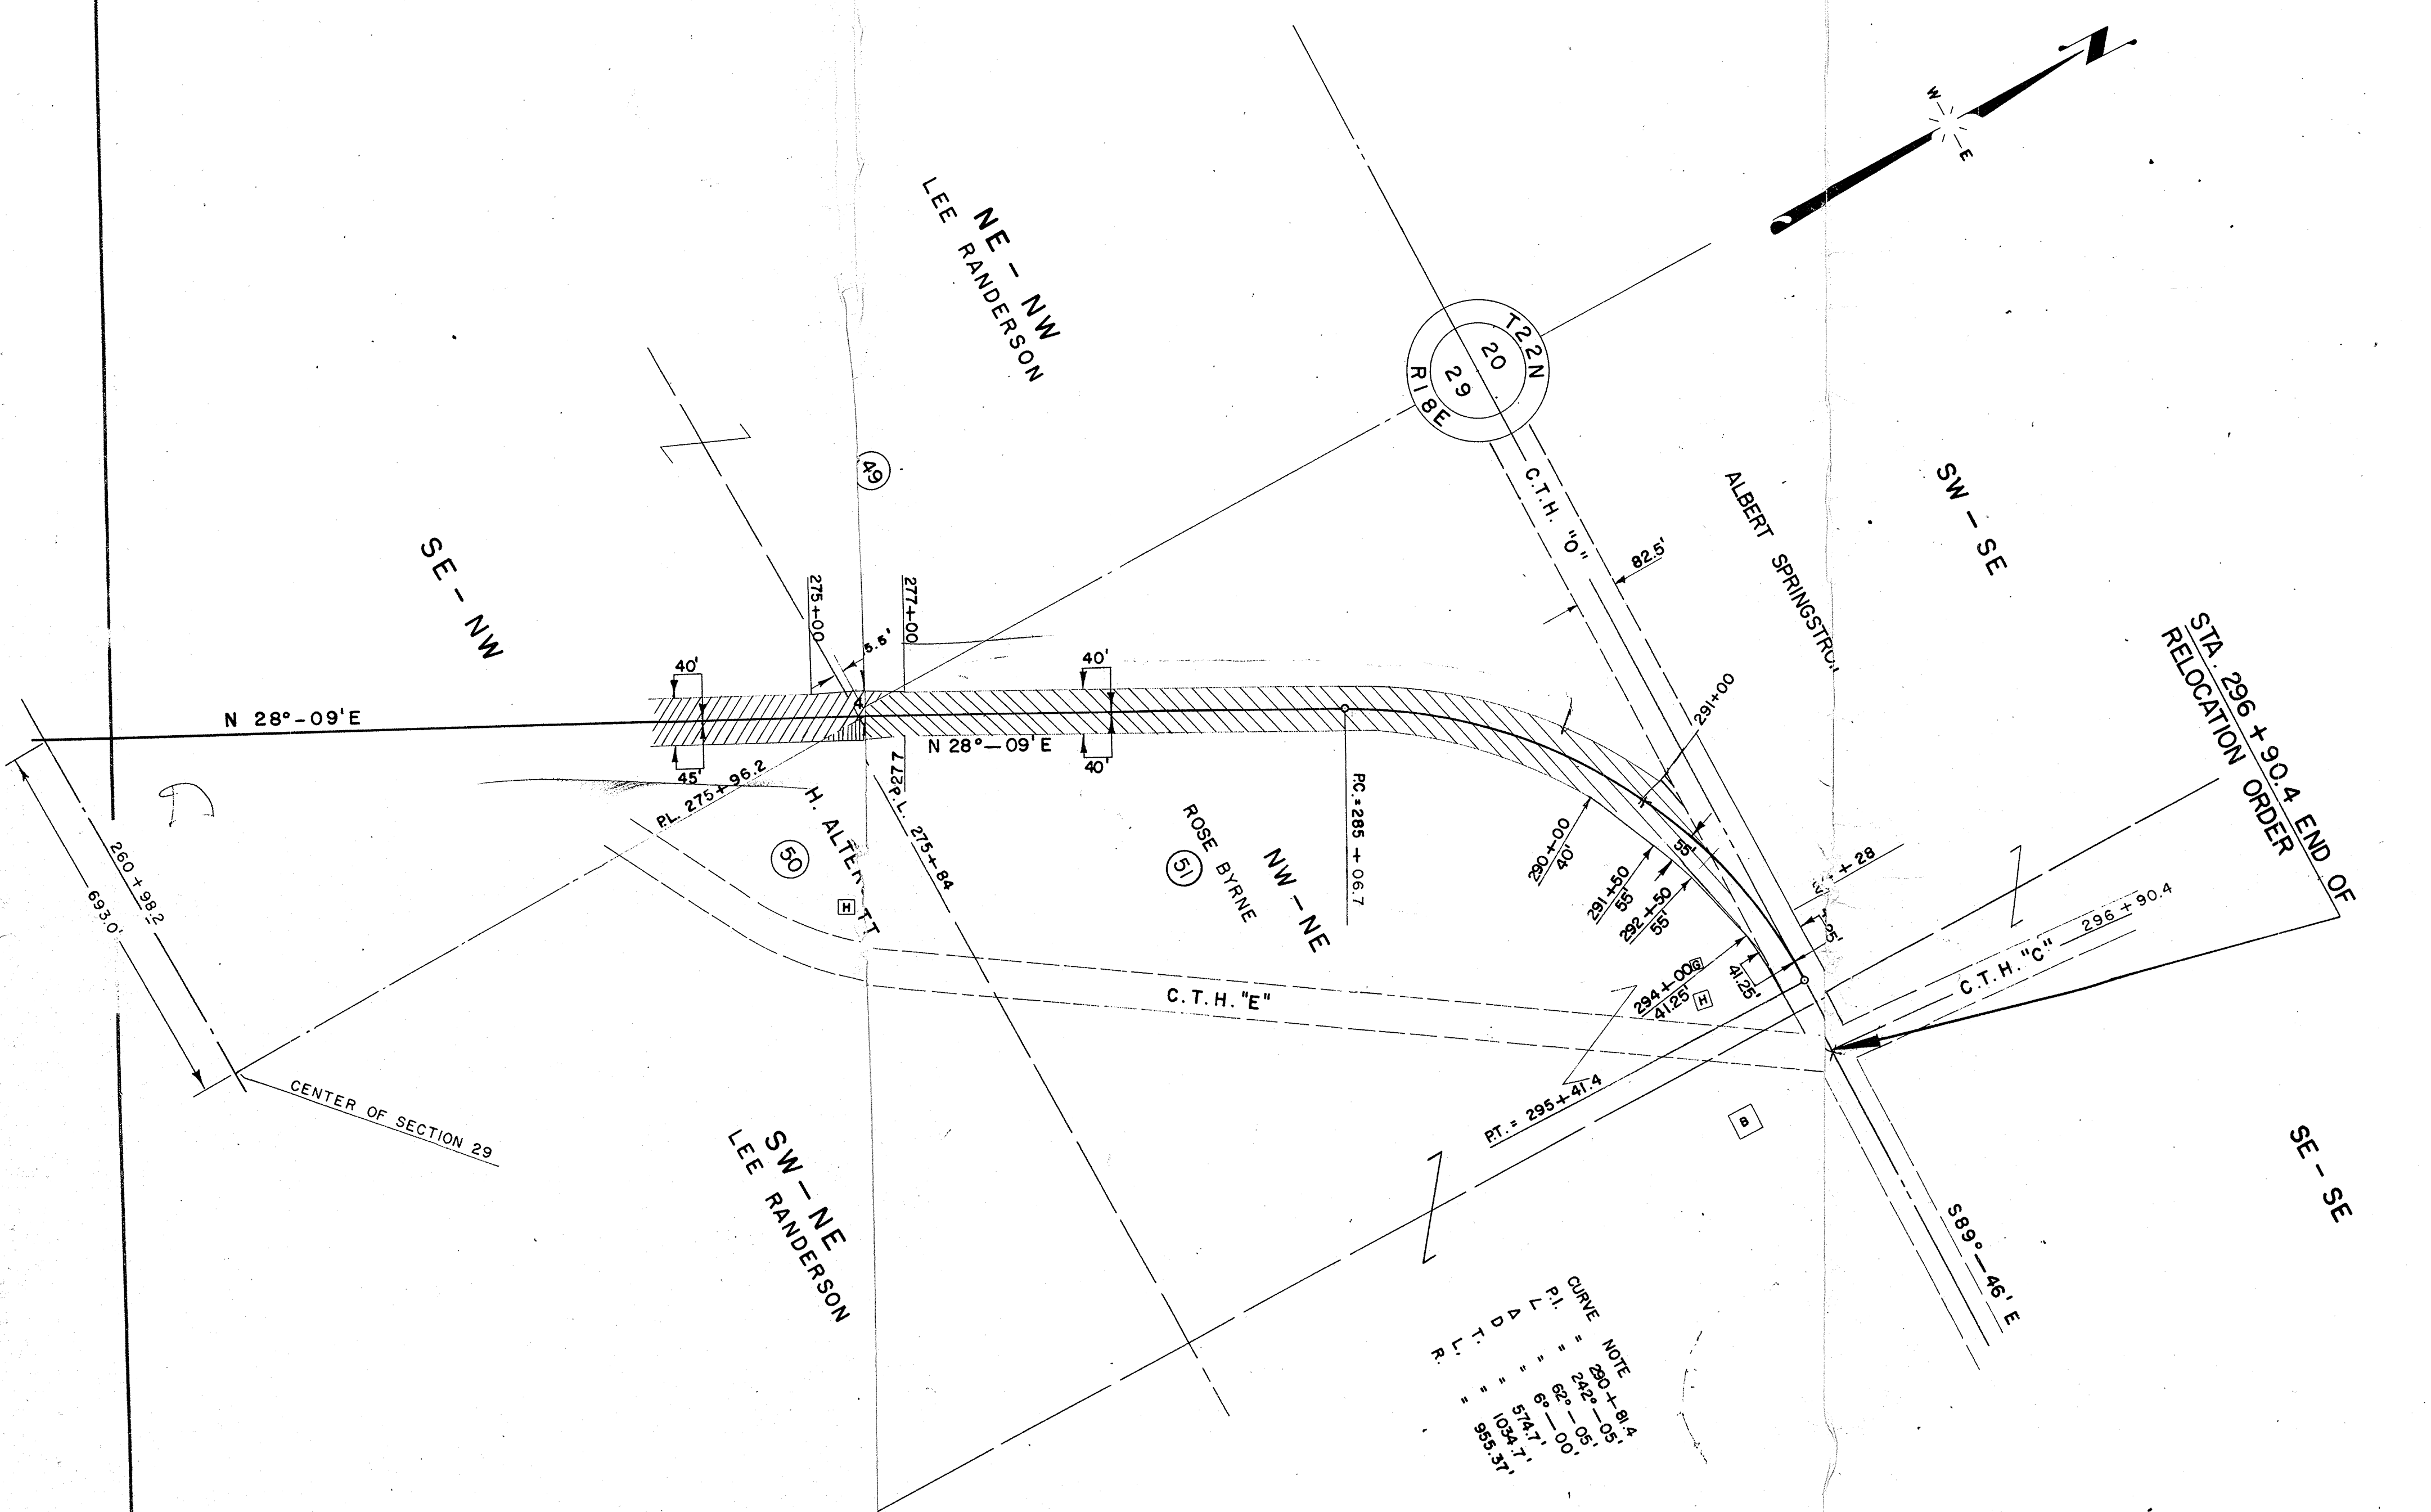 N
W
E
NE - NW
LEE RANDERSON
T22N
20
29
R18E
49
C.T.H. "O"
82.5'
ALBERT
SW - SE
SE - NW
STA. 296 + 90.4 END OF
RELOCATION ORDER
275+00
277+00
5.5'
40'
40'
291+00
N 28°-09'E
N 28°-09'E
45'
40'
277
P.L. 275+96.2
P.L. 275+84
H.
50
H
ROSE BYRNE
51
NW - NE
P.C. = 285 + 06.7
290+00
40'
291+50
55'
292+50
55'
55'
+ 28
294+00 G
41.25'
H
41.25'
C.T.H. "C"
296 + 90.4
C.T.H. "E"
260 + 98.2
693.0'
CENTER OF SECTION 29
P.T. = 295+41.4
B
SW - NE
LEE RANDERSON
SE - SE
S89°-46'E
CURVE NOTE
P.I. " 290+81.4
∠ " 242°-05'
Δ " 62°-05'
D " 6°-00'
T. " 574.7'
L. " 1034.7'
R. " 955.37'